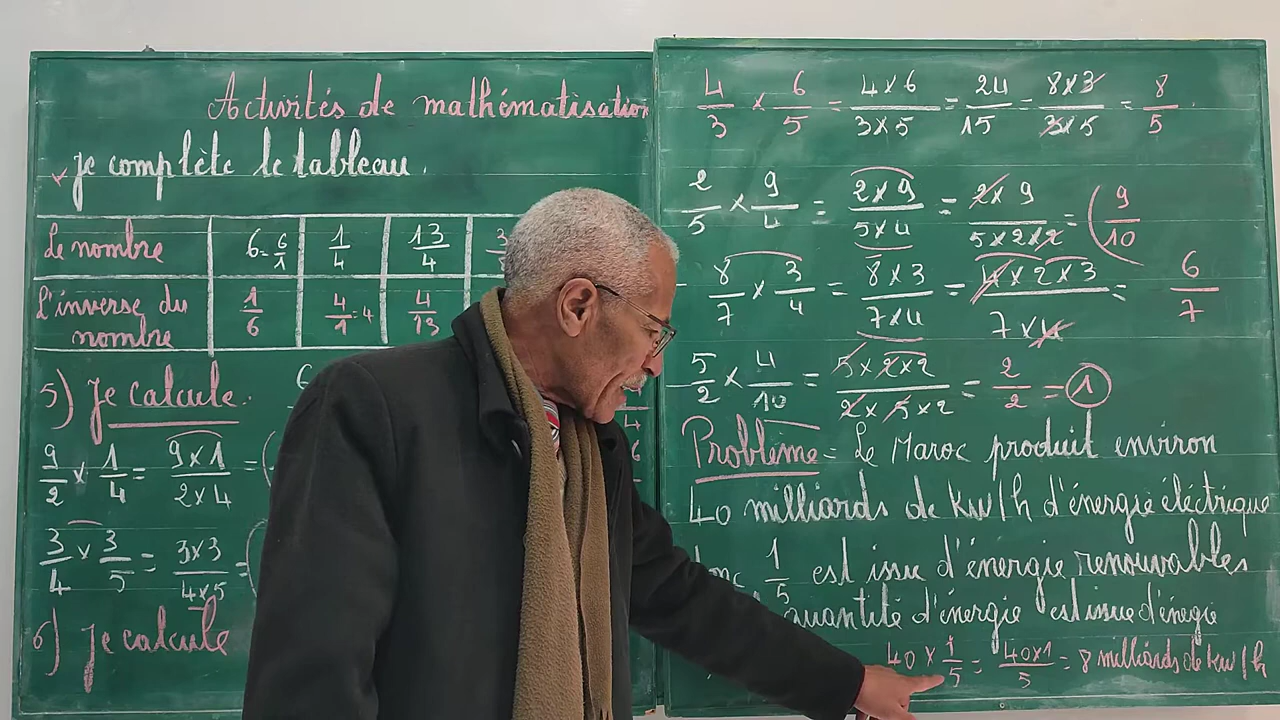 Activités de mathématisation
je complète le tableau.
Le nombre 6=6/1 1/4 13/4
L'inverse du nombre 1/6 4/1=4 4/13
5) Je calcule.
9/2 × 1/4 = 9×1/2×4 =
3/4 × 3/5 = 3×3/4×5 =
6) Je calcule
4/3 × 6/5 = 4×6/3×5 = 24/15 = 8×3/3×5 = 8/5
2/5 × 9/4 = 2×9/5×4 = 2×9/5×2×2 = 9/10
8/7 × 3/4 = 8×3/7×4 = 4×2×3/7×4 = 6/7
5/2 × 4/10 = 5×2×2/2×5×2 = 2/2 = 1
Problème = Le Maroc produit environ
40 milliards de kw/h d'énergie éléctrique
1/5 est issu d'énergie renouvables
quantité d'énergie est issue d'énegie
40 × 1/5 = 40×1/5 = 8 milliards de kw/h